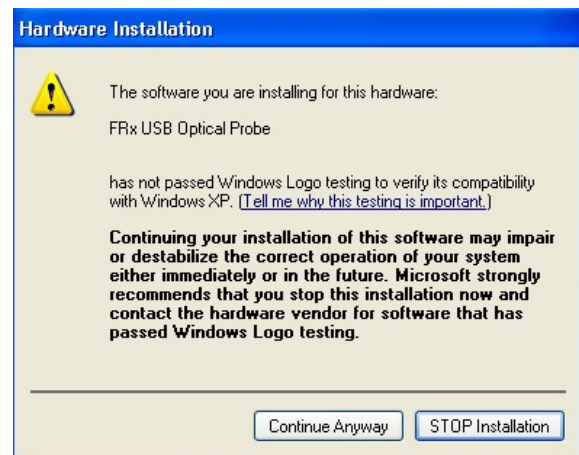 Hardware Installation
The software you are installing for this hardware:
FRx USB Optical Probe
has not passed Windows Logo testing to verify its compatibility
with Windows XP. (Tell me why this testing is important.)
Continuing your installation of this software may impair
or destabilize the correct operation of your system
either immediately or in the future. Microsoft strongly
recommends that you stop this installation now and
contact the hardware vendor for software that has
passed Windows Logo testing.
Continue Anyway
STOP Installation